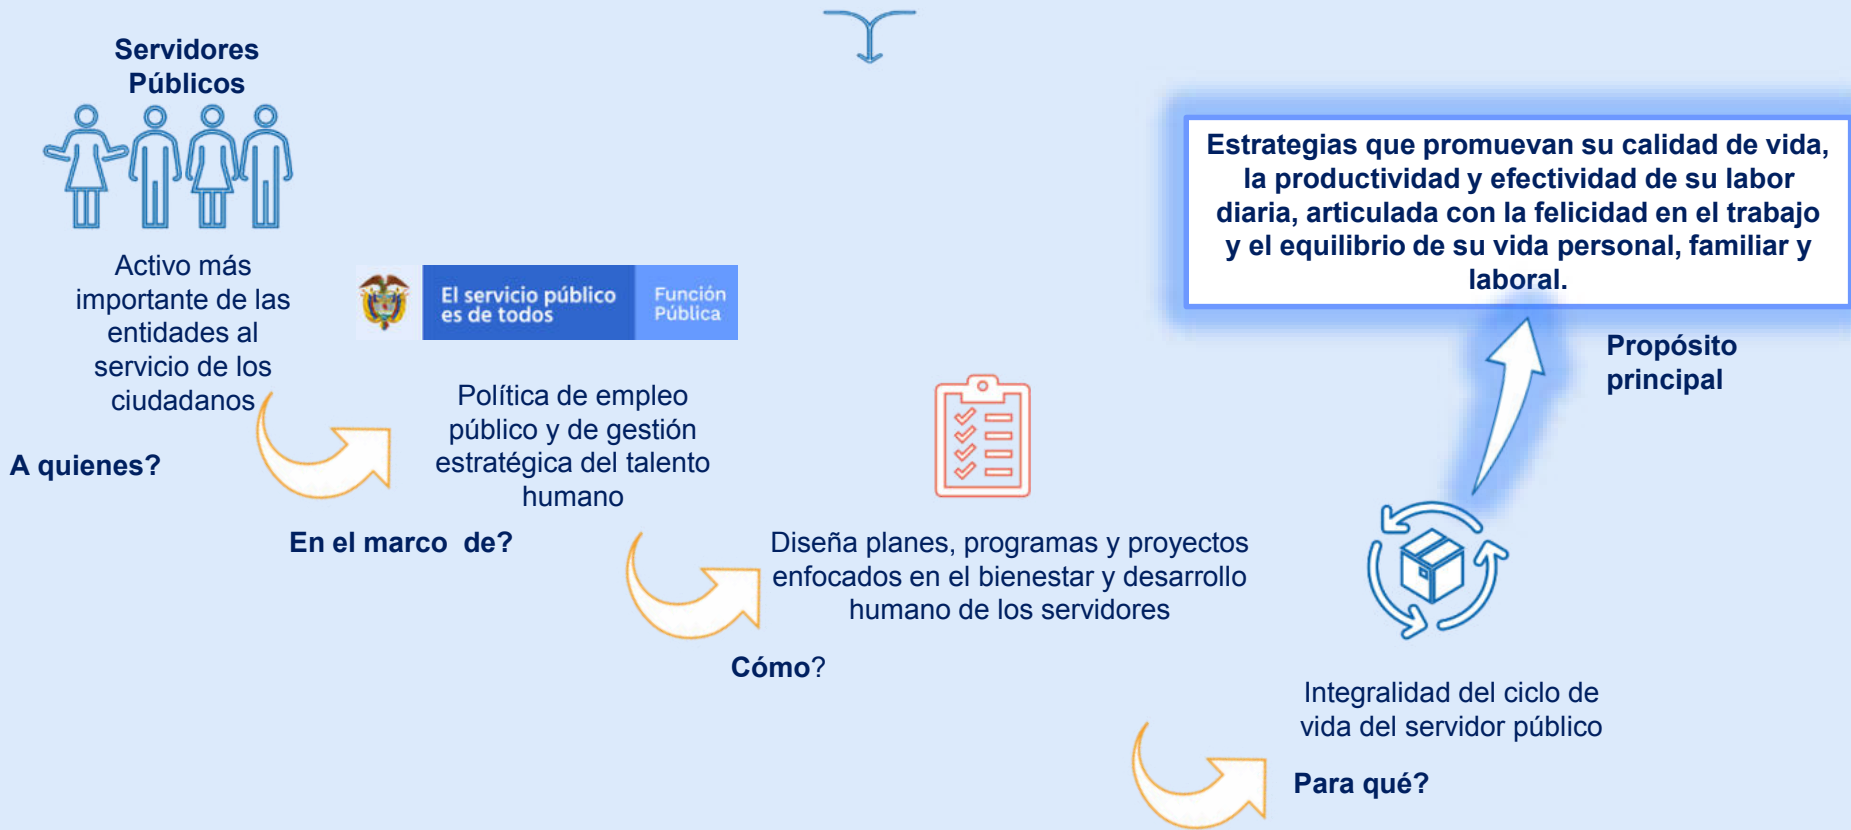 Servidores
Públicos
Activo más
importante de las
entidades al
servicio de los
ciudadanos
A quienes?
El servicio público
es de todos
Función
Pública
Política de empleo
público y de gestión
estratégica del talento
humano
En el marco  de?
Diseña planes, programas y proyectos
enfocados en el bienestar y desarrollo
humano de los servidores
Cómo?
Integralidad del ciclo de
vida del servidor público
Para qué?
Propósito
principal
Estrategias que promuevan su calidad de vida,
la productividad y efectividad de su labor
diaria, articulada con la felicidad en el trabajo
y el equilibrio de su vida personal, familiar y
laboral.